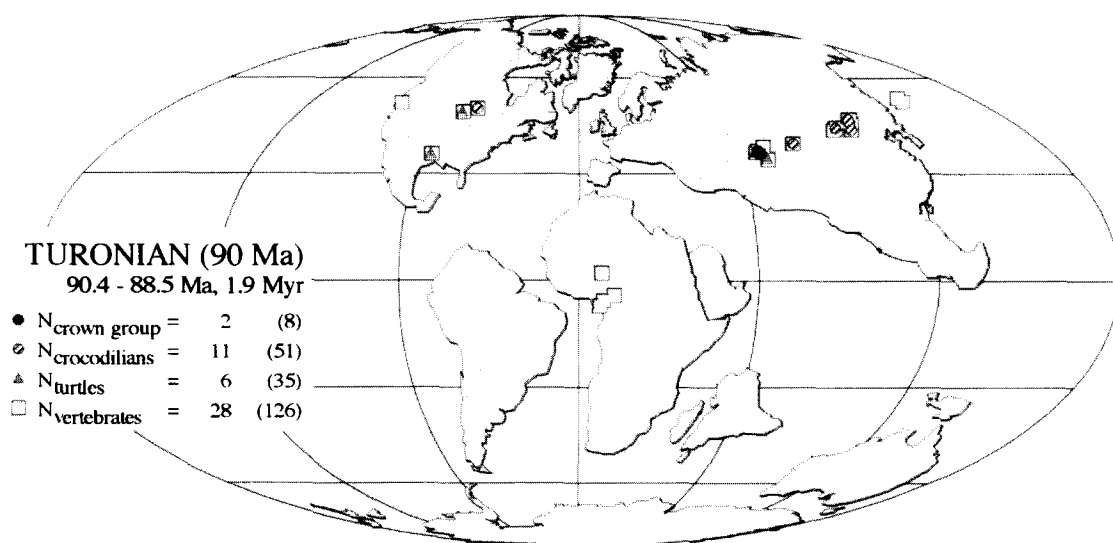 TURONIAN (90 Ma)
90.4 - 88.5 Ma, 1.9 Myr
N crown group = 2 (8)
N crocodilians = 11 (51)
N turtles = 6 (35)
N vertebrates = 28 (126)